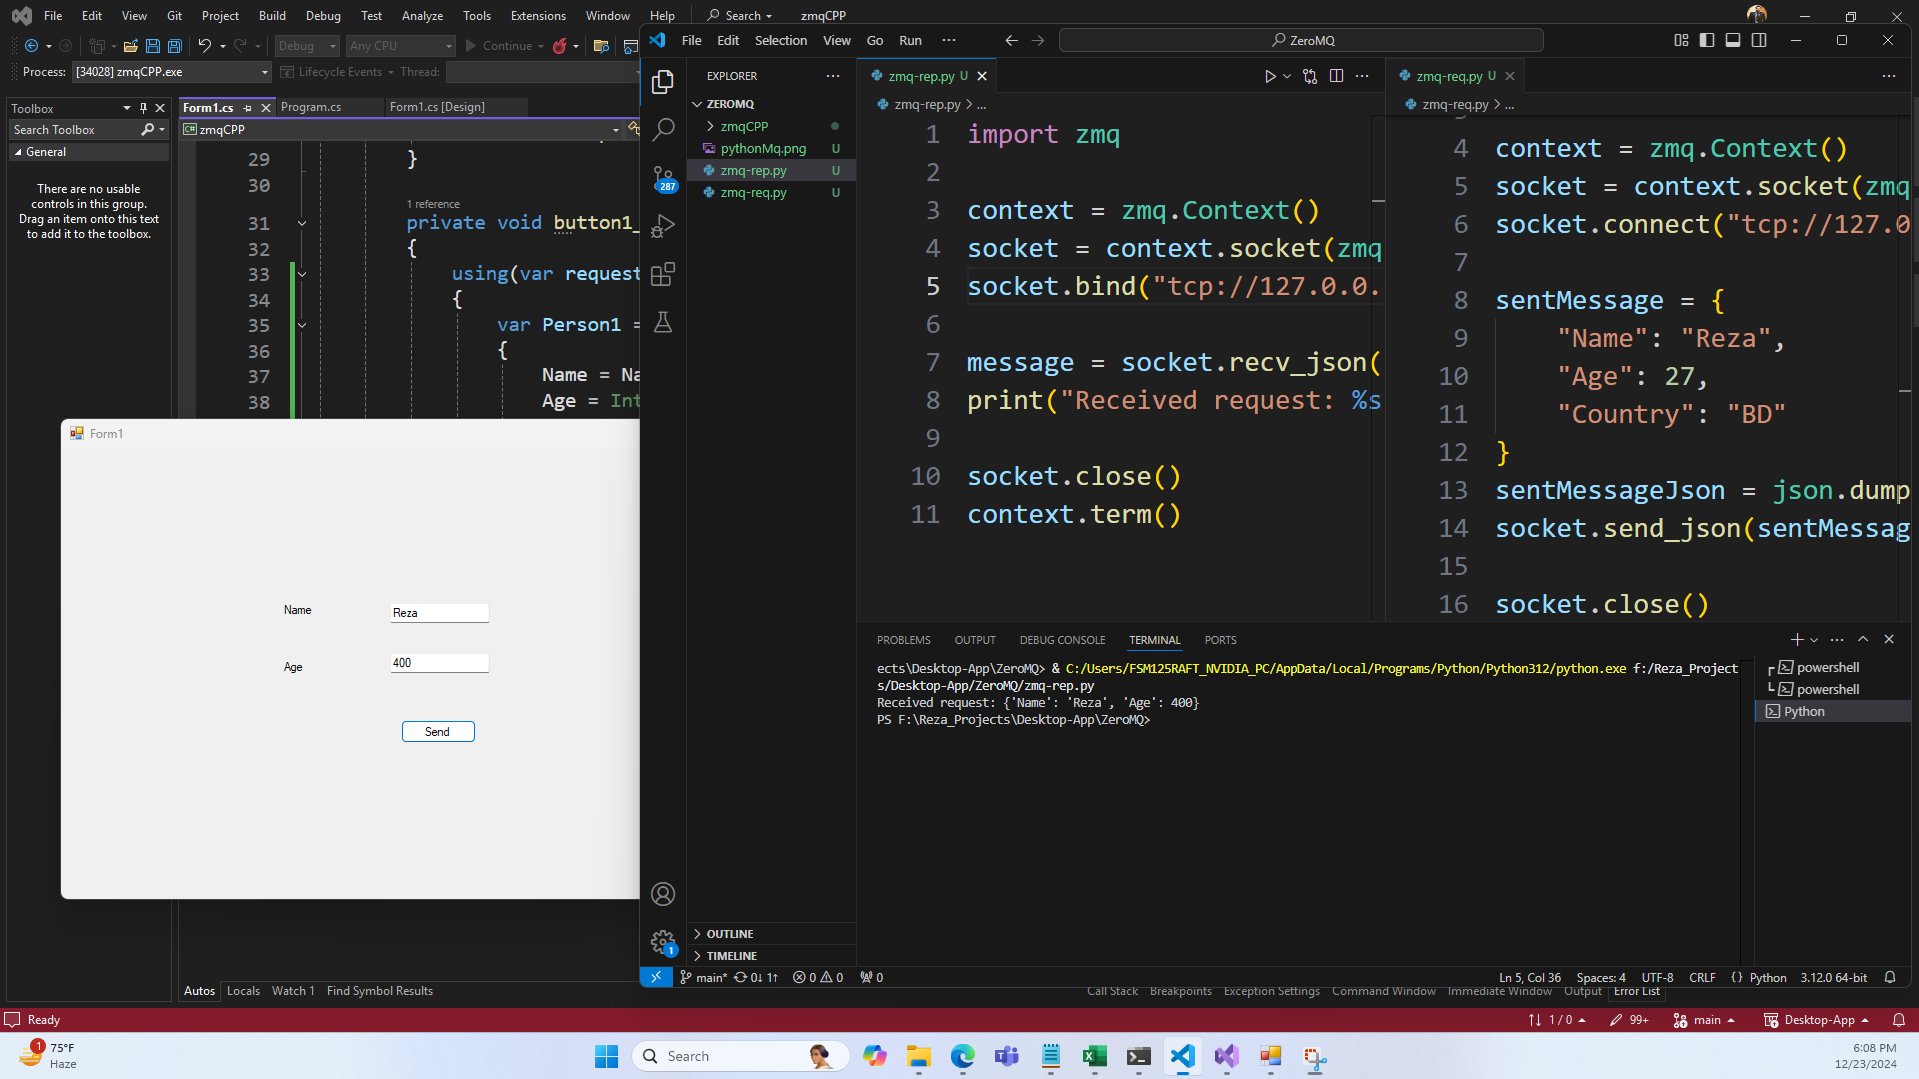 File Edit View Git Project Build Debug Test Analyze Tools Extensions Window Help Search zmqCPP
Debug Any CPU Continue
Process: [34028] zmqCPP.exe Lifecycle Events Thread:
Toolbox
Search Toolbox
General
There are no usable
controls in this group.
Drag an item onto this text
to add it to the toolbox.
Form1.cs Program.cs Form1.cs [Design]
C# zmqCPP
29 }
30
1 reference
31 private void button1_
32 {
33 using(var request
34 {
35 var Person1 =
36 {
37 Name = Na
38 Age = Int
Form1
Name Reza
Age 400
Send
Autos Locals Watch 1 Find Symbol Results
File Edit Selection View Go Run ZeroMQ
EXPLORER
ZEROMQ
zmqCPP
pythonMq.png U
zmq-rep.py U
zmq-req.py U
287
OUTLINE
TIMELINE
1
zmq-rep.py U
zmq-rep.py > ...
1 import zmq
2
3 context = zmq.Context()
4 socket = context.socket(zmq
5 socket.bind("tcp://127.0.0.
6
7 message = socket.recv_json(
8 print("Received request: %s
9
10 socket.close()
11 context.term()
zmq-req.py U
zmq-req.py > ...
4 context = zmq.Context()
5 socket = context.socket(zmq
6 socket.connect("tcp://127.0
7
8 sentMessage = {
9 "Name": "Reza",
10 "Age": 27,
11 "Country": "BD"
12 }
13 sentMessageJson = json.dump
14 socket.send_json(sentMessag
15
16 socket.close()
PROBLEMS OUTPUT DEBUG CONSOLE TERMINAL PORTS
ects\Desktop-App\ZeroMQ> & C:/Users/FSM125RAFT_NVIDIA_PC/AppData/Local/Programs/Python/Python312/python.exe f:/Reza_Project
s/Desktop-App/ZeroMQ/zmq-rep.py
Received request: {'Name': 'Reza', 'Age': 400}
PS F:\Reza_Projects\Desktop-App\ZeroMQ>
powershell
powershell
Python
main* 0↓ 1↑ 0 0 0 Ln 5, Col 36 Spaces: 4 UTF-8 CRLF {} Python 3.12.0 64-bit
Call Stack Breakpoints Exception Settings Command Window Immediate Window Output Error List
Ready 1 / 0 99+ main Desktop-App
1 75°F
Haze
Search
6:08 PM
12/23/2024